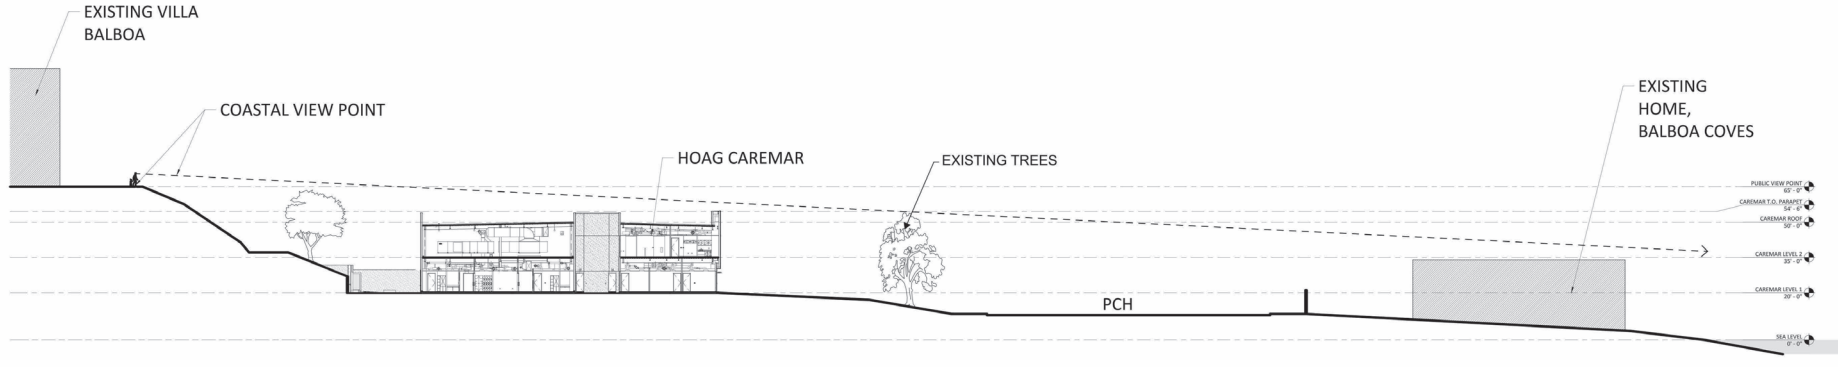 EXISTING VILLA
BALBOA
COASTAL VIEW POINT
HOAG CAREMAR
EXISTING TREES
EXISTING
HOME,
BALBOA COVES
PUBLIC VIEW POINT
65' - 0"
CAREMAR T.O. PARAPET
54' - 6"
CAREMAR ROOF
50' - 0"
CAREMAR LEVEL 2
35' - 0"
CAREMAR LEVEL 1
20' - 0"
PCH
SEA LEVEL
0' - 0"